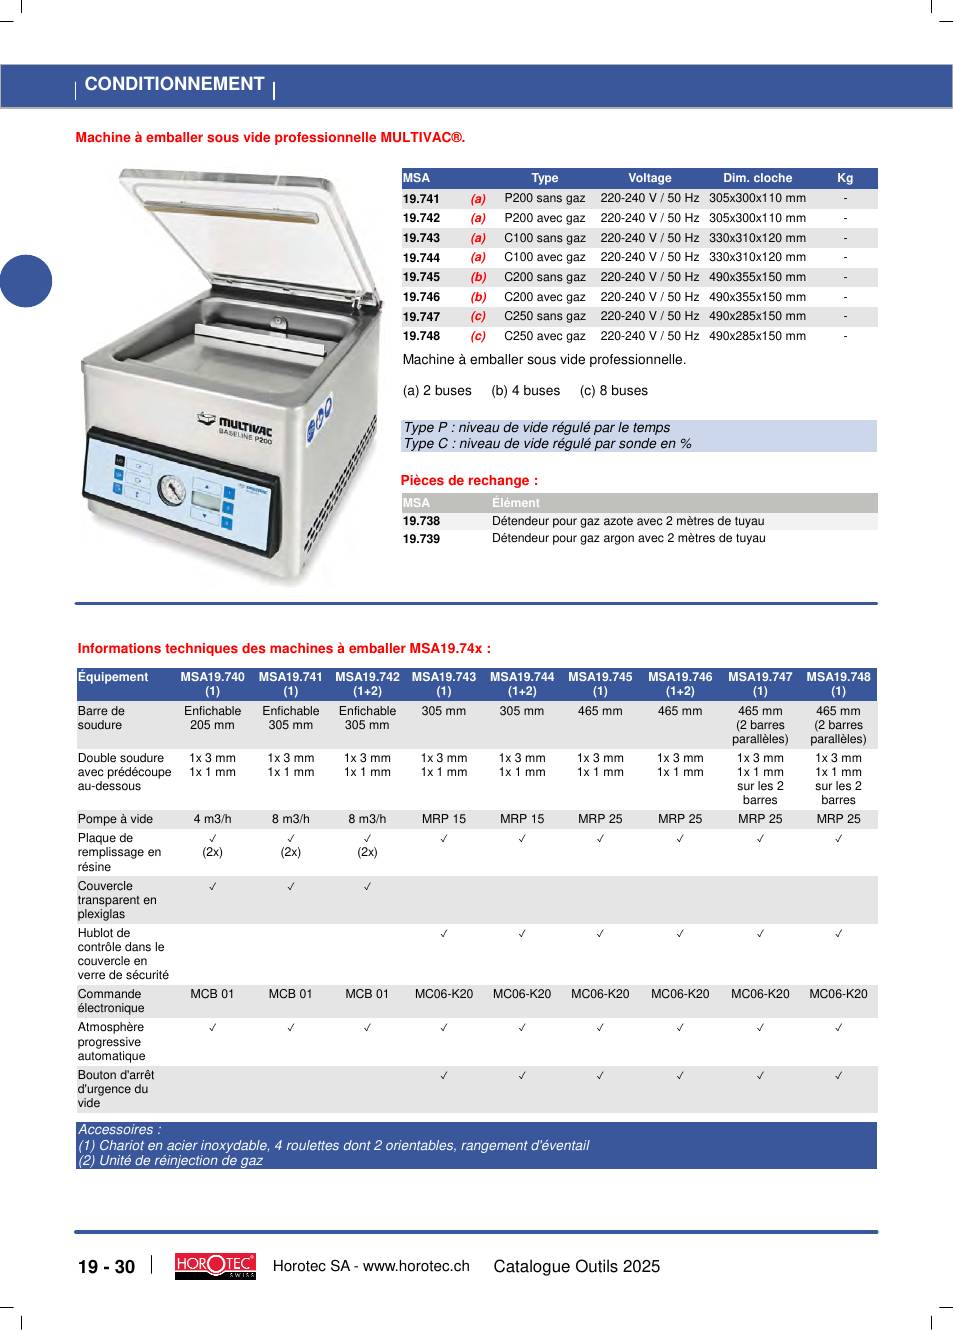 CONDITIONNEMENT
Machine à emballer sous vide professionnelle MULTIVAC®.
MULTIVAC
BASELINE P200
MSA Type Voltage Dim. cloche Kg
19.741 (a) P200 sans gaz 220-240 V / 50 Hz 305x300x110 mm -
19.742 (a) P200 avec gaz 220-240 V / 50 Hz 305x300x110 mm -
19.743 (a) C100 sans gaz 220-240 V / 50 Hz 330x310x120 mm -
19.744 (a) C100 avec gaz 220-240 V / 50 Hz 330x310x120 mm -
19.745 (b) C200 sans gaz 220-240 V / 50 Hz 490x355x150 mm -
19.746 (b) C200 avec gaz 220-240 V / 50 Hz 490x355x150 mm -
19.747 (c) C250 sans gaz 220-240 V / 50 Hz 490x285x150 mm -
19.748 (c) C250 avec gaz 220-240 V / 50 Hz 490x285x150 mm -
Machine à emballer sous vide professionnelle.
(a) 2 buses (b) 4 buses (c) 8 buses
Type P : niveau de vide régulé par le temps
Type C : niveau de vide régulé par sonde en %
Pièces de rechange :
MSA Élément
19.738 Détendeur pour gaz azote avec 2 mètres de tuyau
19.739 Détendeur pour gaz argon avec 2 mètres de tuyau
Informations techniques des machines à emballer MSA19.74x :
Équipement MSA19.740 MSA19.741 MSA19.742 MSA19.743 MSA19.744 MSA19.745 MSA19.746 MSA19.747 MSA19.748
(1) (1) (1+2) (1) (1+2) (1) (1+2) (1) (1)
Barre de Enfichable Enfichable Enfichable 305 mm 305 mm 465 mm 465 mm 465 mm 465 mm
soudure 205 mm 305 mm 305 mm (2 barres (2 barres
parallèles) parallèles)
Double soudure 1x 3 mm 1x 3 mm 1x 3 mm 1x 3 mm 1x 3 mm 1x 3 mm 1x 3 mm 1x 3 mm 1x 3 mm
avec prédécoupe 1x 1 mm 1x 1 mm 1x 1 mm 1x 1 mm 1x 1 mm 1x 1 mm 1x 1 mm 1x 1 mm 1x 1 mm
au-dessous sur les 2 sur les 2
barres barres
Pompe à vide 4 m3/h 8 m3/h 8 m3/h MRP 15 MRP 15 MRP 25 MRP 25 MRP 25 MRP 25
Plaque de ✓ ✓ ✓ ✓ ✓ ✓ ✓ ✓ ✓
remplissage en (2x) (2x) (2x)
résine
Couvercle ✓ ✓ ✓
transparent en
plexiglas
Hublot de ✓ ✓ ✓ ✓ ✓ ✓
contrôle dans le
couvercle en
verre de sécurité
Commande MCB 01 MCB 01 MCB 01 MC06-K20 MC06-K20 MC06-K20 MC06-K20 MC06-K20 MC06-K20
électronique
Atmosphère ✓ ✓ ✓ ✓ ✓ ✓ ✓ ✓ ✓
progressive
automatique
Bouton d'arrêt ✓ ✓ ✓ ✓ ✓ ✓
d'urgence du
vide
Accessoires :
(1) Chariot en acier inoxydable, 4 roulettes dont 2 orientables, rangement d'éventail
(2) Unité de réinjection de gaz
19 - 30 HOROTEC® SWISS Horotec SA - www.horotec.ch Catalogue Outils 2025